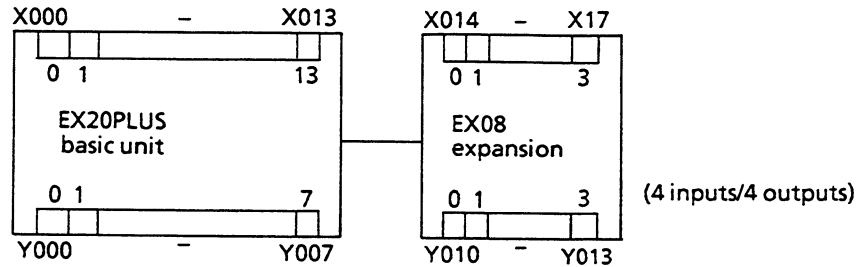 X000 – X013 X014 – X17
0 1 13 0 1 3
EX20PLUS EX08
basic unit expansion
0 1 7 0 1 3 (4 inputs/4 outputs)
Y000 – Y007 Y010 – Y013